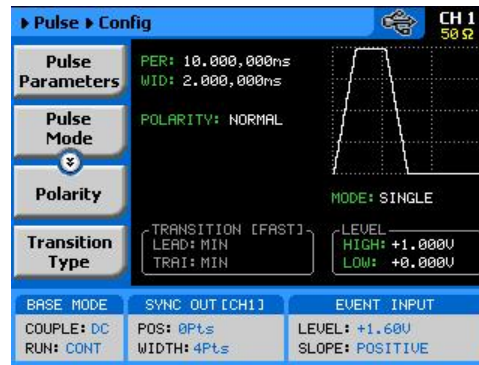 Pulse Config
CH 1
50 Ω
Pulse
Parameters
Pulse
Mode
Polarity
Transition
Type
PER: 10.000,000ns
WID: 2.000,000ns
POLARITY: NORMAL
MODE: SINGLE
TRANSITION [FAST]
LEAD: MIN
TRAI: MIN
LEVEL
HIGH: +1.000V
LOW: +0.000V
BASE MODE
COUPLE: DC
RUN: CONT
SYNC OUT [CH1]
POS: 0Pts
WIDTH: 4Pts
EVENT INPUT
LEVEL: +1.60V
SLOPE: POSITIVE